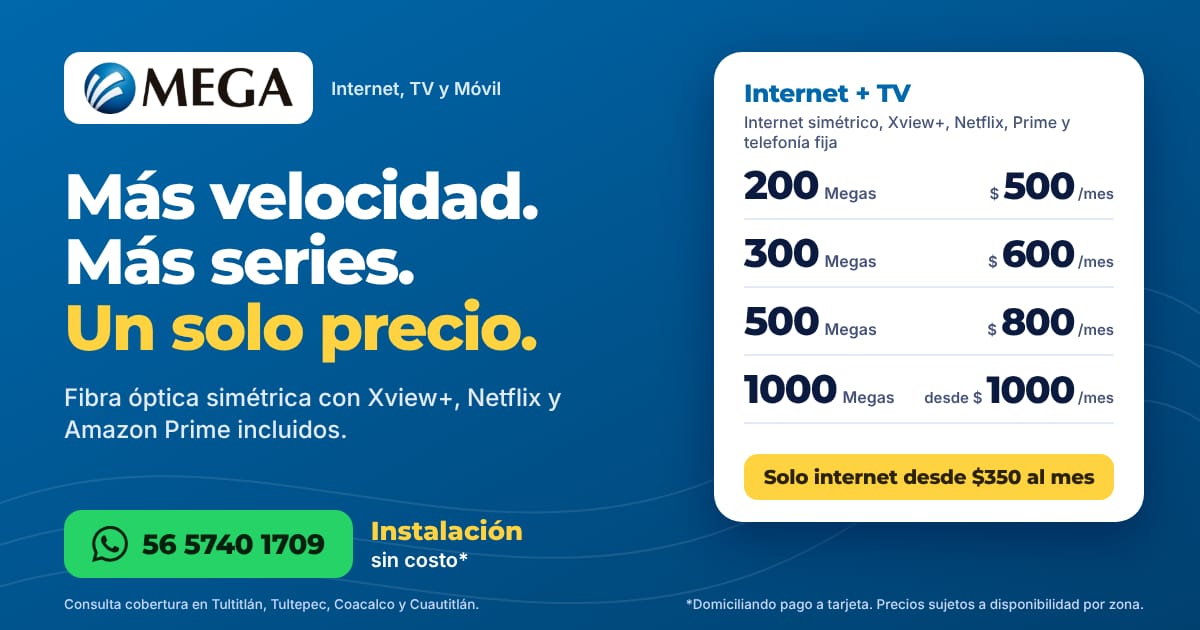 MEGA
Internet, TV y Móvil
Más velocidad.
Más series.
Un solo precio.
Fibra óptica simétrica con Xview+, Netflix y
Amazon Prime incluidos.
56 5740 1709
Instalación
sin costo*
Consulta cobertura en Tultitlán, Tultepec, Coacalco y Cuautitlán.
Internet + TV
Internet simétrico, Xview+, Netflix, Prime y
telefonía fija
200 Megas $ 500 /mes
300 Megas $ 600 /mes
500 Megas $ 800 /mes
1000 Megas desde $ 1000 /mes
Solo internet desde $350 al mes
*Domiciliando pago a tarjeta. Precios sujetos a disponibilidad por zona.